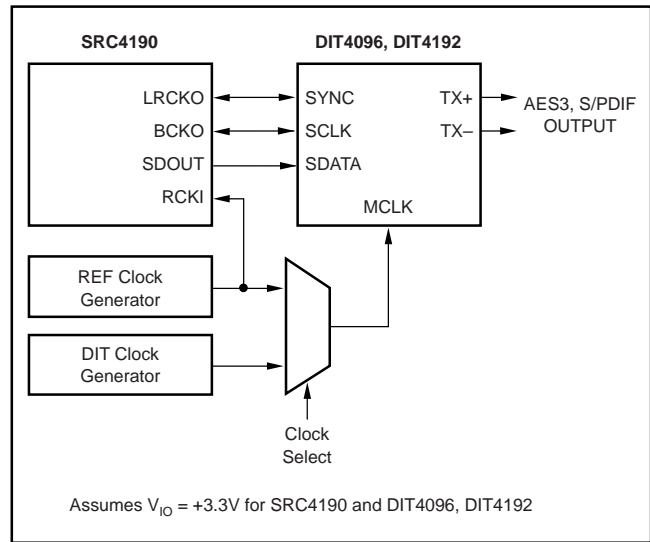 SRC4190
DIT4096, DIT4192
LRCKO
BCKO
SDOUT
RCKI
SYNC
SCLK
SDATA
TX+
TX–
MCLK
AES3, S/PDIF
OUTPUT
REF Clock
Generator
DIT Clock
Generator
Clock
Select
Assumes VIO = +3.3V for SRC4190 and DIT4096, DIT4192